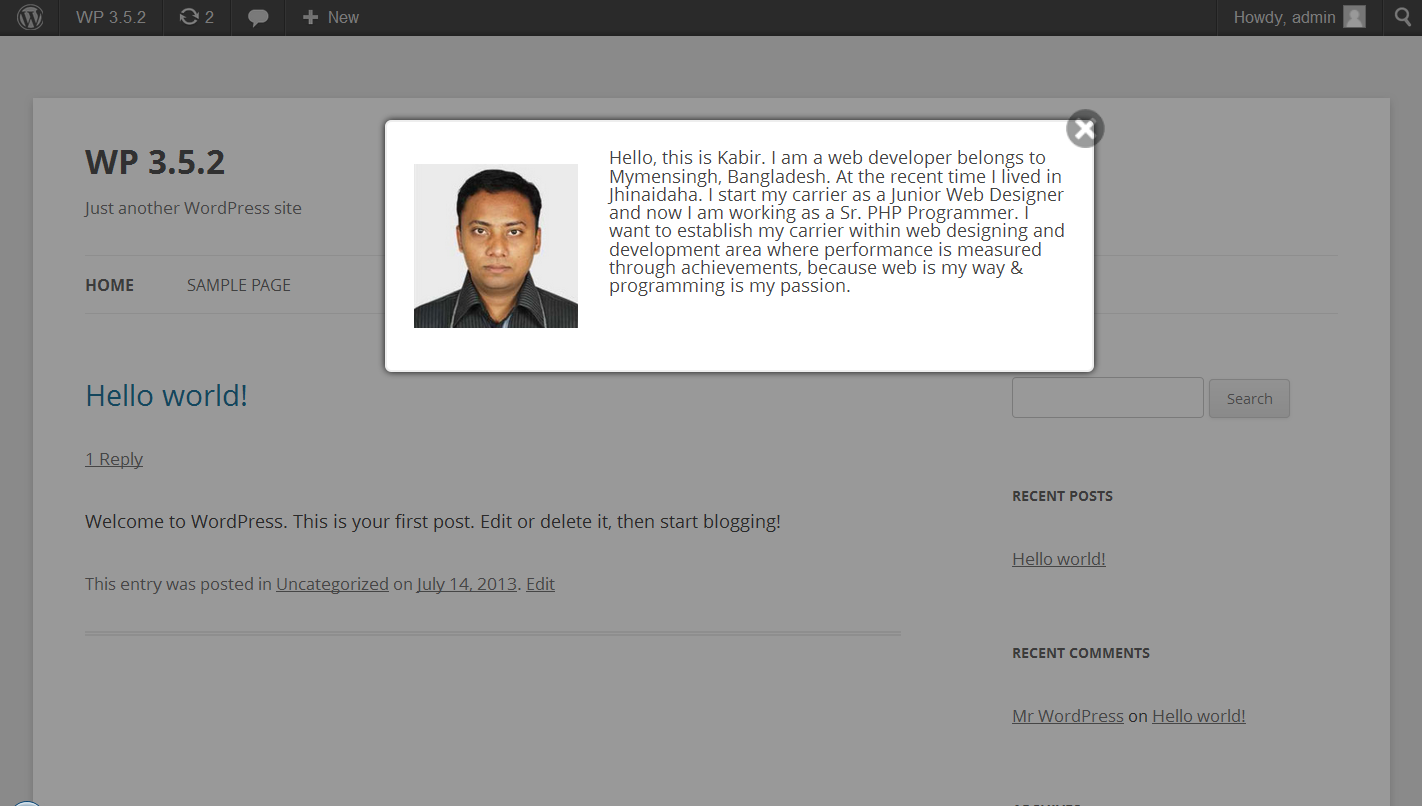 WP 3.5.2
2
New
Howdy, admin
WP 3.5.2
Just another WordPress site
HOME
SAMPLE PAGE
Hello, this is Kabir. I am a web developer belongs to
Mymensingh, Bangladesh. At the recent time I lived in
Jhinaidaha. I start my carrier as a Junior Web Designer
and now I am working as a Sr. PHP Programmer. I
want to establish my carrier within web designing and
development area where performance is measured
through achievements, because web is my way &
programming is my passion.
Hello world!
1 Reply
Welcome to WordPress. This is your first post. Edit or delete it, then start blogging!
This entry was posted in Uncategorized on July 14, 2013. Edit
Search
RECENT POSTS
Hello world!
RECENT COMMENTS
Mr WordPress on Hello world!